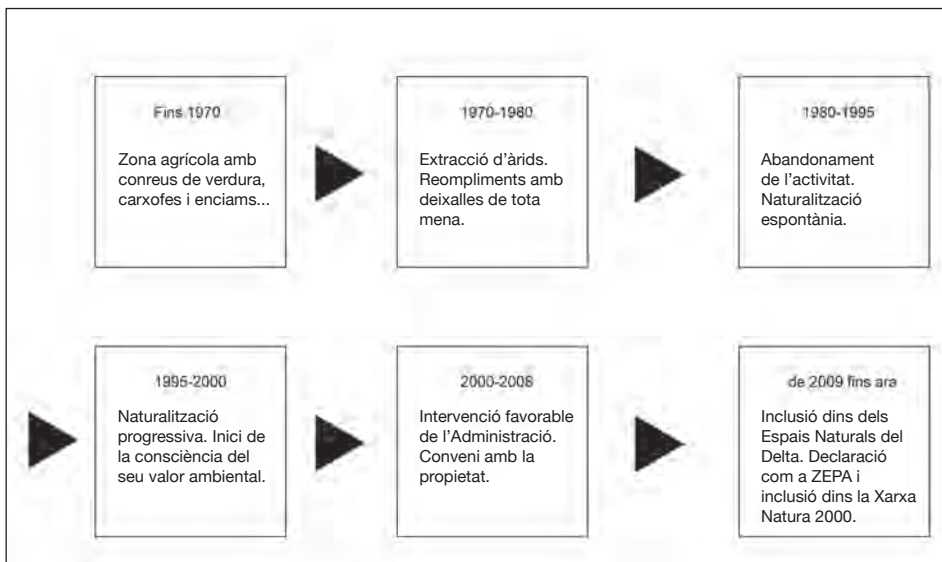 Fins 1970
Zona agrícola amb
conreus de verdura,
carxofes i enciams...
1970-1980
Extracció d'àrids.
Reompliments amb
deixalles de tota
mena.
1980-1995
Abandonament
de l'activitat.
Naturalització
espontània.
1995-2000
Naturalització
progressiva. Inici de
la consciència del
seu valor ambiental.
2000-2008
Intervenció favorable
de l'Administració.
Conveni amb la
propietat.
de 2009 fins ara
Inclusió dins dels
Espais Naturals del
Delta. Declaració
com a ZEPA i
inclusió dins la Xarxa
Natura 2000.